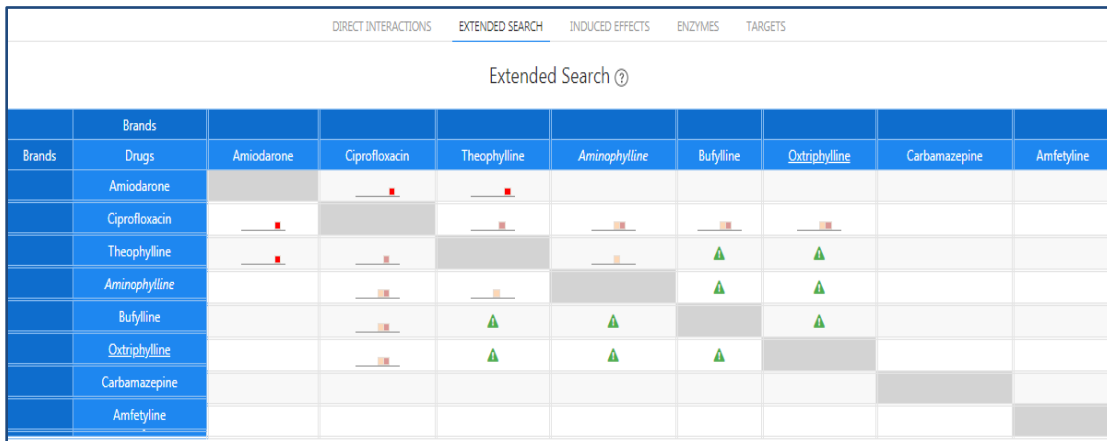 DIRECT INTERACTIONS EXTENDED SEARCH INDUCED EFFECTS ENZYMES TARGETS
Extended Search ?
Brands
Brands Drugs Amiodarone Ciprofloxacin Theophylline Aminophylline Bufylline Oxtriphylline Carbamazepine Amfetyline
Amiodarone
Ciprofloxacin
Theophylline
Aminophylline
Bufylline
Oxtriphylline
Carbamazepine
Amfetyline